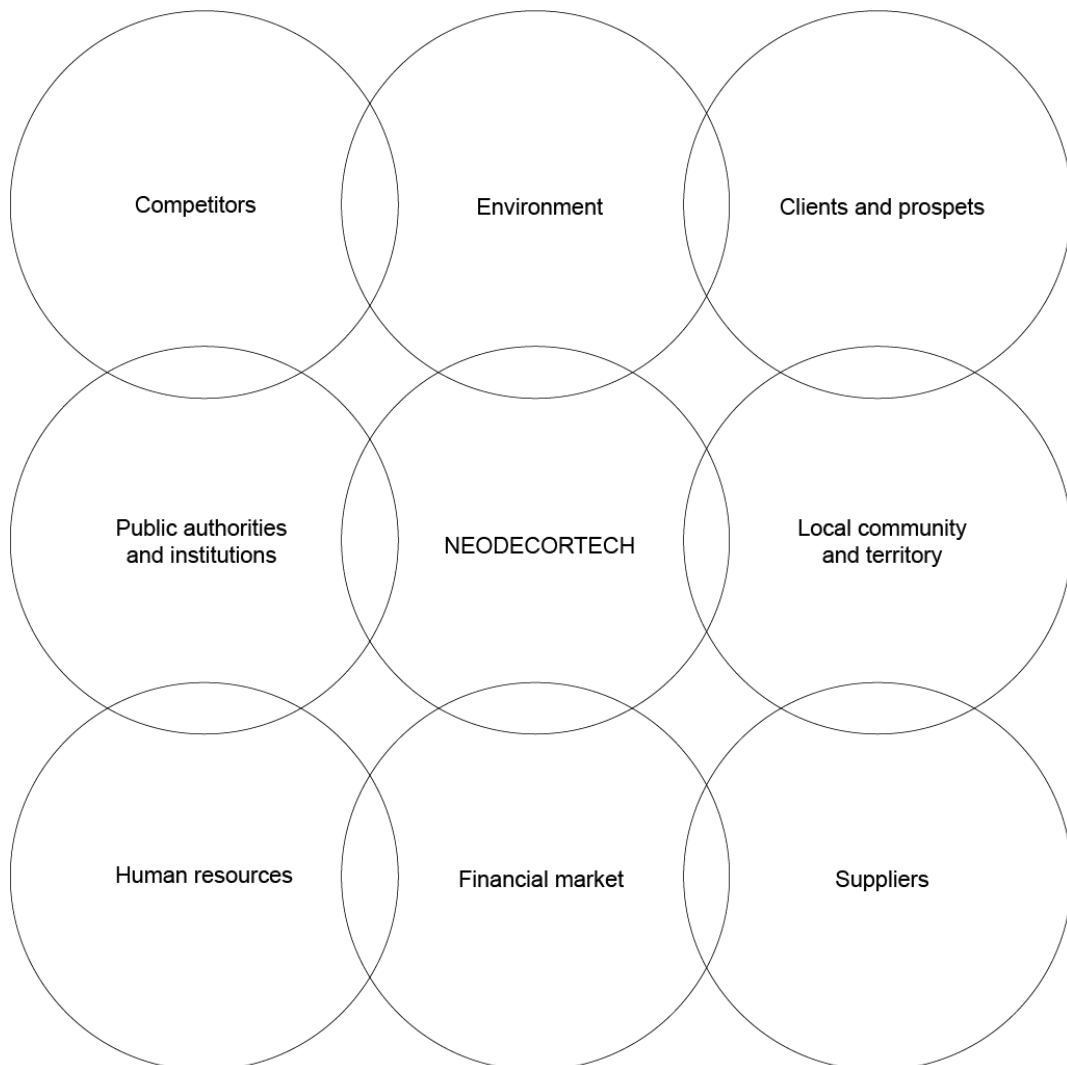 Competitors
Environment
Clients and prospets
Public authorities
and institutions
NEODECORTECH
Local community
and territory
Human resources
Financial market
Suppliers